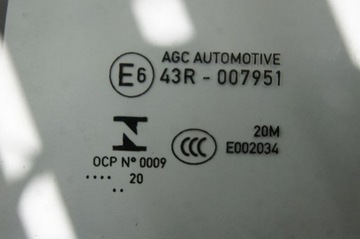 AGC AUTOMOTIVE
E6 43R - 007951
N
OCP Nº 0009
.... 20
..
CCC
20M
E002034